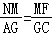 NM/AG = MF/GC